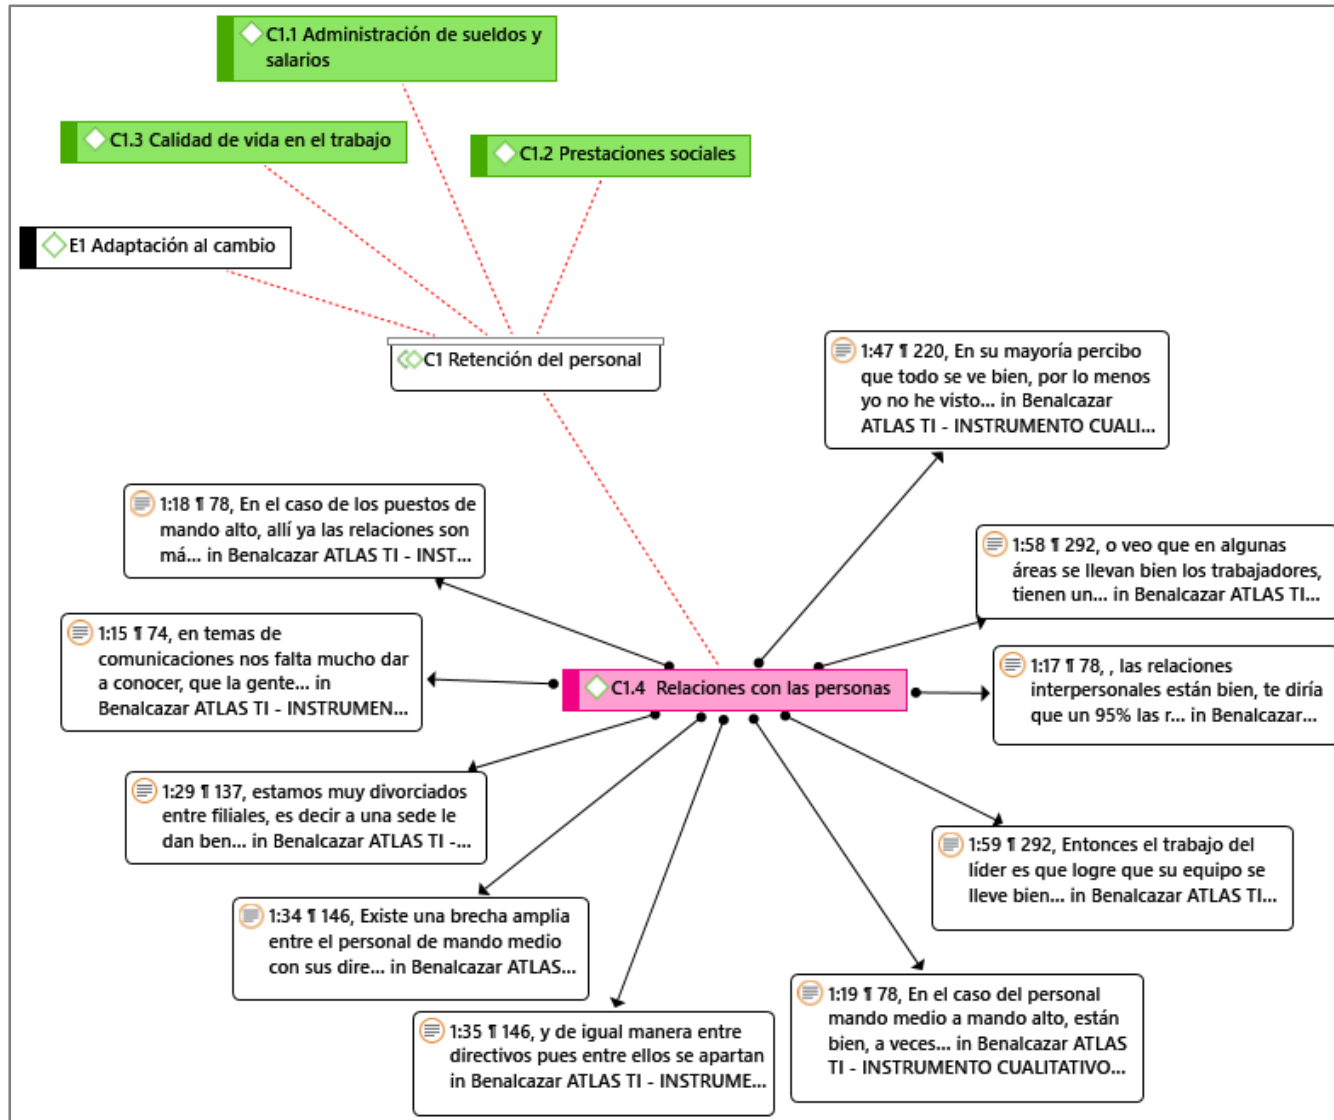 C1.1 Administración de sueldos y
salarios
C1.3 Calidad de vida en el trabajo
C1.2 Prestaciones sociales
E1 Adaptación al cambio
C1 Retención del personal
1:47 ¶ 220, En su mayoría percibo
que todo se ve bien, por lo menos
yo no he visto... in Benalcazar
ATLAS TI - INSTRUMENTO CUALI...
1:18 ¶ 78, En el caso de los puestos de
mando alto, allí ya las relaciones son
má... in Benalcazar ATLAS TI - INST...
1:58 ¶ 292, o veo que en algunas
áreas se llevan bien los trabajadores,
tienen un... in Benalcazar ATLAS TI...
1:15 ¶ 74, en temas de
comunicaciones nos falta mucho dar
a conocer, que la gente... in
Benalcazar ATLAS TI - INSTRUMEN...
C1.4 Relaciones con las personas
1:17 ¶ 78, , las relaciones
interpersonales están bien, te diría
que un 95% las r... in Benalcazar...
1:29 ¶ 137, estamos muy divorciados
entre filiales, es decir a una sede le
dan ben... in Benalcazar ATLAS TI -...
1:59 ¶ 292, Entonces el trabajo del
líder es que logre que su equipo se
lleve bien... in Benalcazar ATLAS TI...
1:34 ¶ 146, Existe una brecha amplia
entre el personal de mando medio
con sus dire... in Benalcazar ATLAS...
1:19 ¶ 78, En el caso del personal
mando medio a mando alto, están
bien, a veces... in Benalcazar ATLAS
TI - INSTRUMENTO CUALITATIVO...
1:35 ¶ 146, y de igual manera entre
directivos pues entre ellos se apartan
in Benalcazar ATLAS TI - INSTRUME...